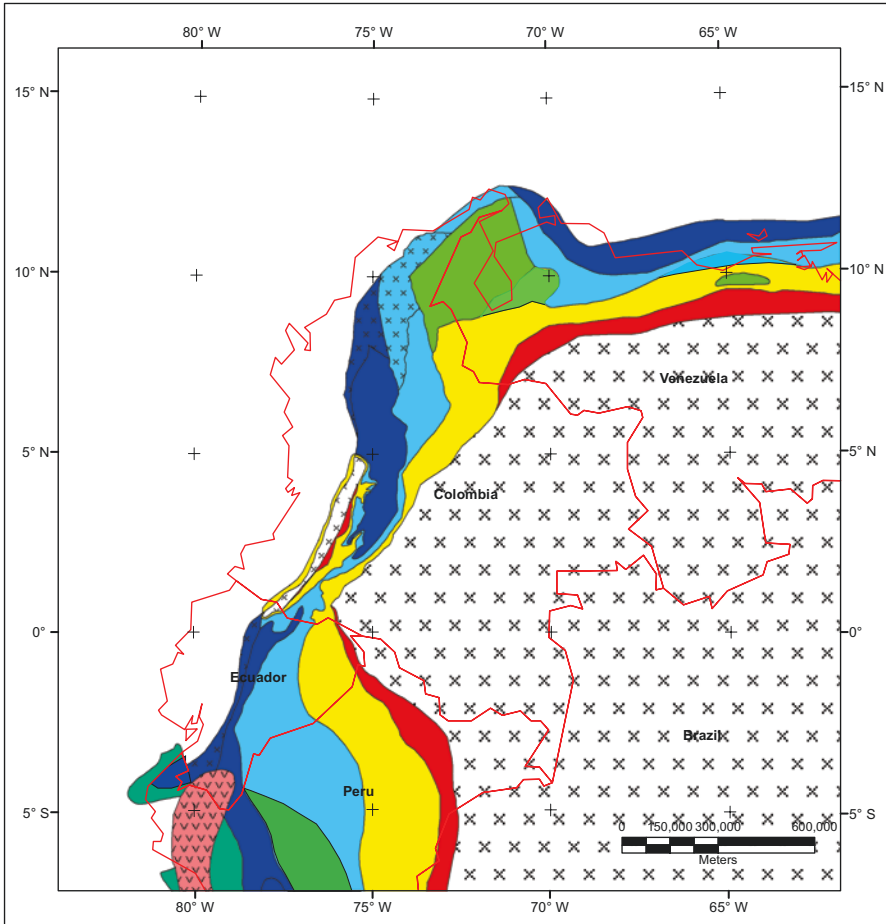 80° W 75° W 70° W 65° W
15° N 15° N
10° N 10° N
Venezuela
5° N 5° N
Colombia
0° 0°
Ecuador
Brazil
Peru
5° S 5° S
0 150,000 300,000 600,000
Meters
80° W 75° W 70° W 65° W